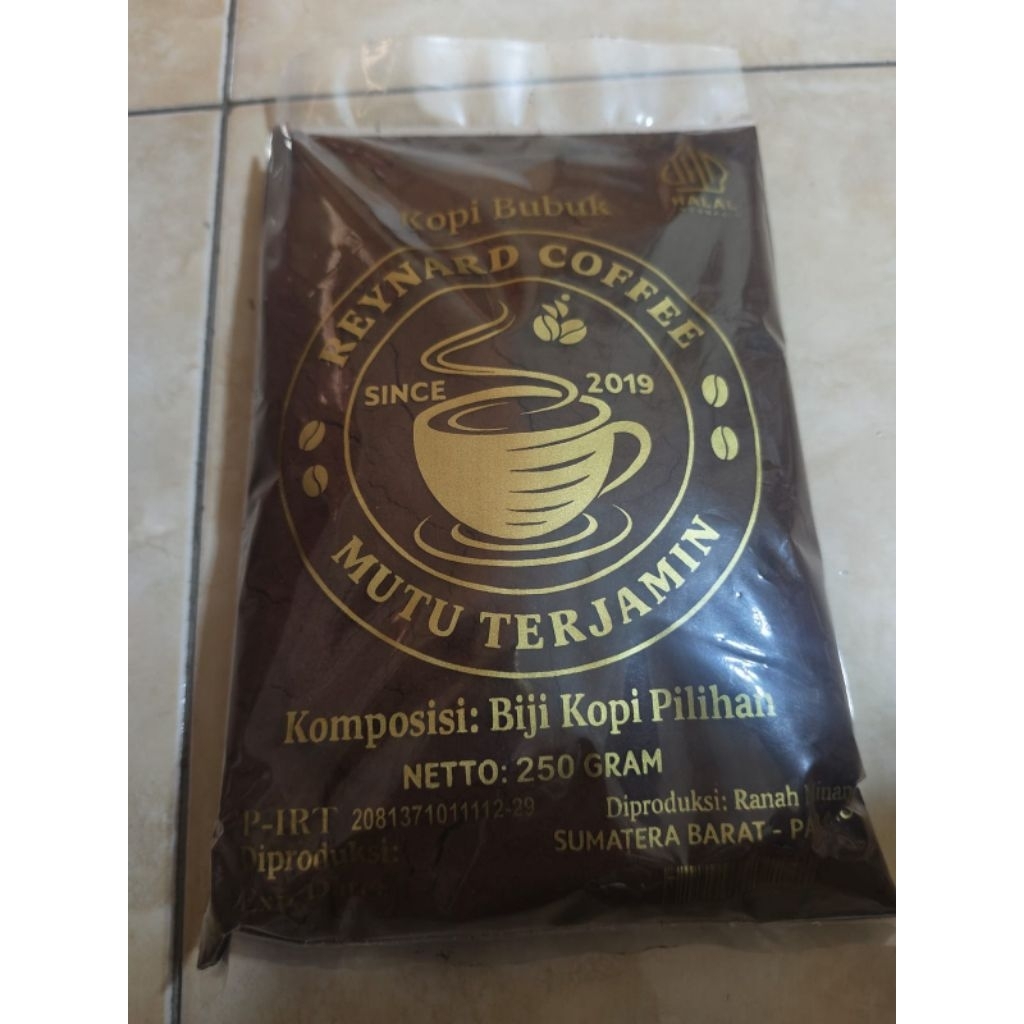 Kopi Bubuk
HALAL
REYNARD COFFEE
SINCE 2019
MUTU TERJAMIN
Komposisi: Biji Kopi Pilihan
NETTO: 250 GRAM
P-IRT 2081371011112-29
Diproduksi: Ranah
SUMATERA BARAT -
Diproduksi: